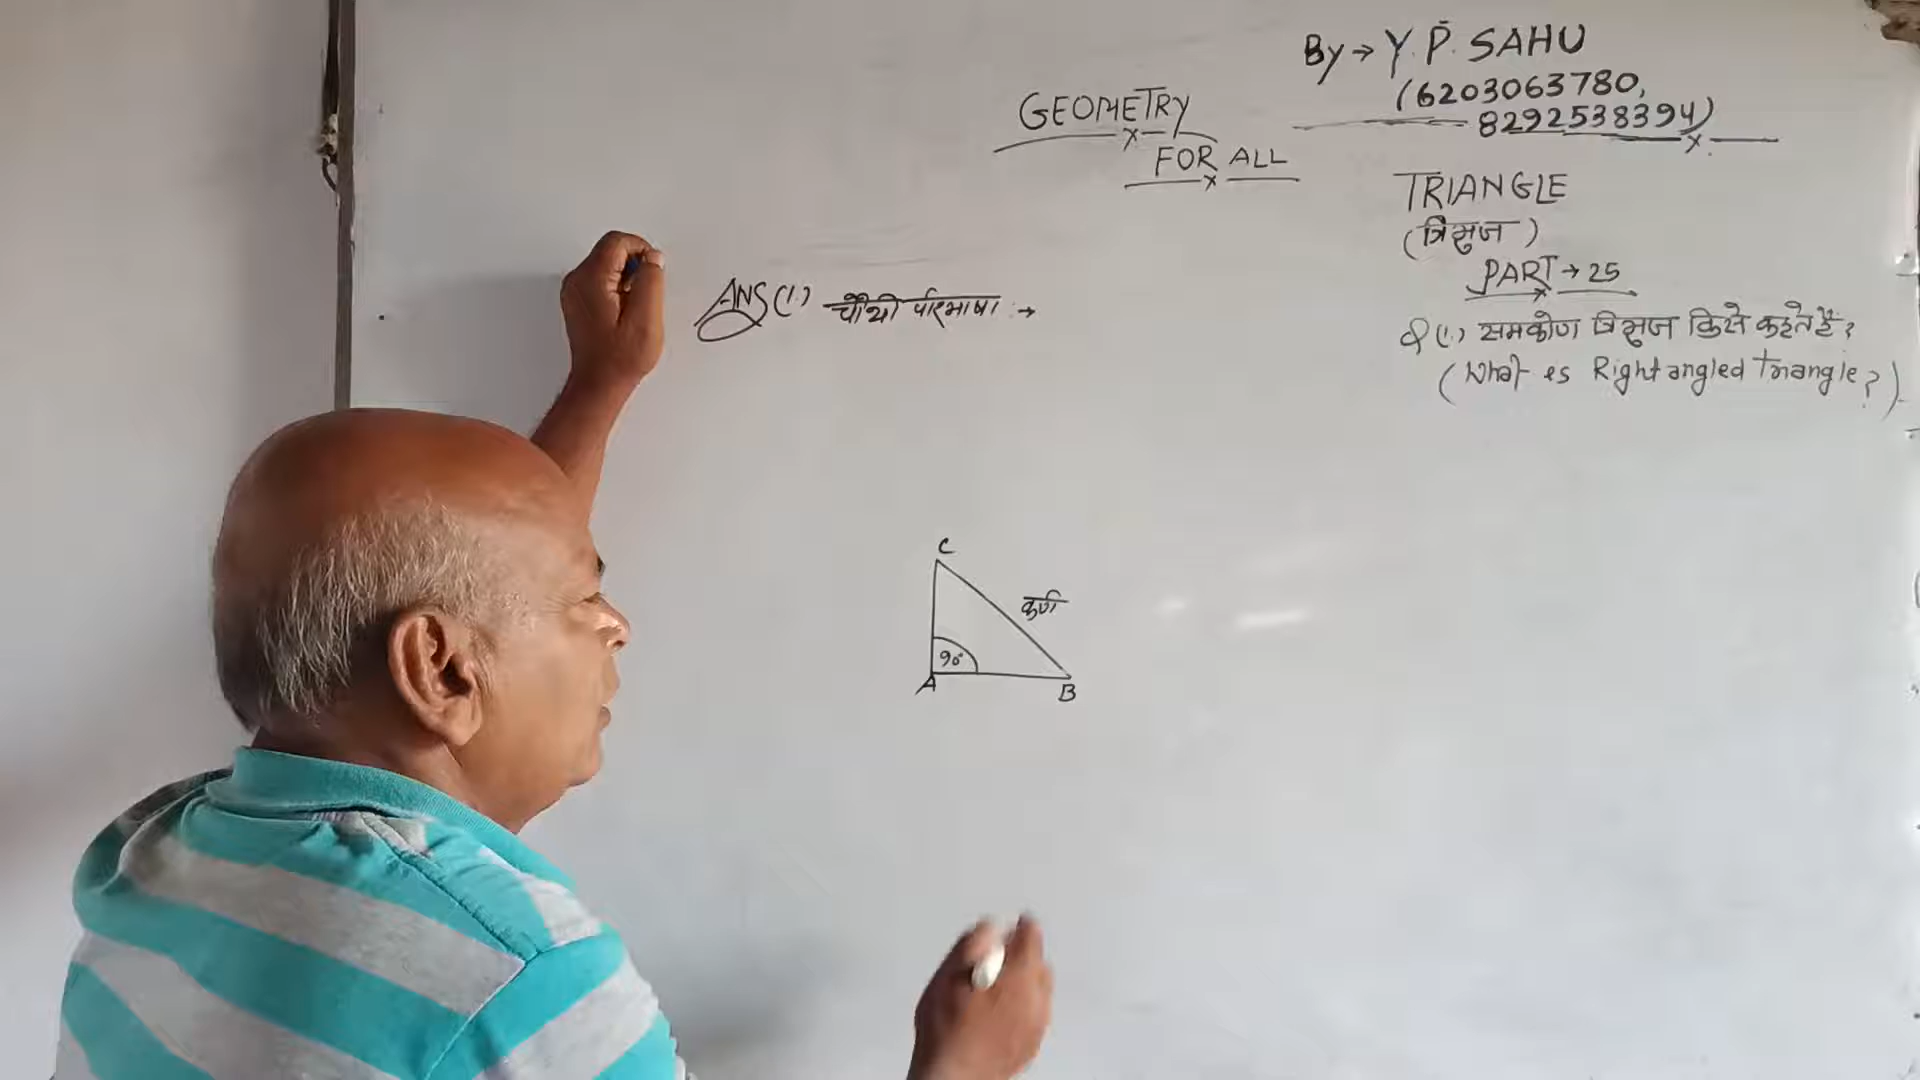 By → Y. P. SAHU
(6203063780,
8292538394)
GEOMETRY
FOR ALL
TRIANGLE
(त्रिभुज)
PART → 25
Q (1.) समकोण त्रिभुज किसे कहते हैं?
(What is Right angled Triangle?)
ANS (1.) चौथी परिभाषा :→
C
कर्ण
90°
A
B